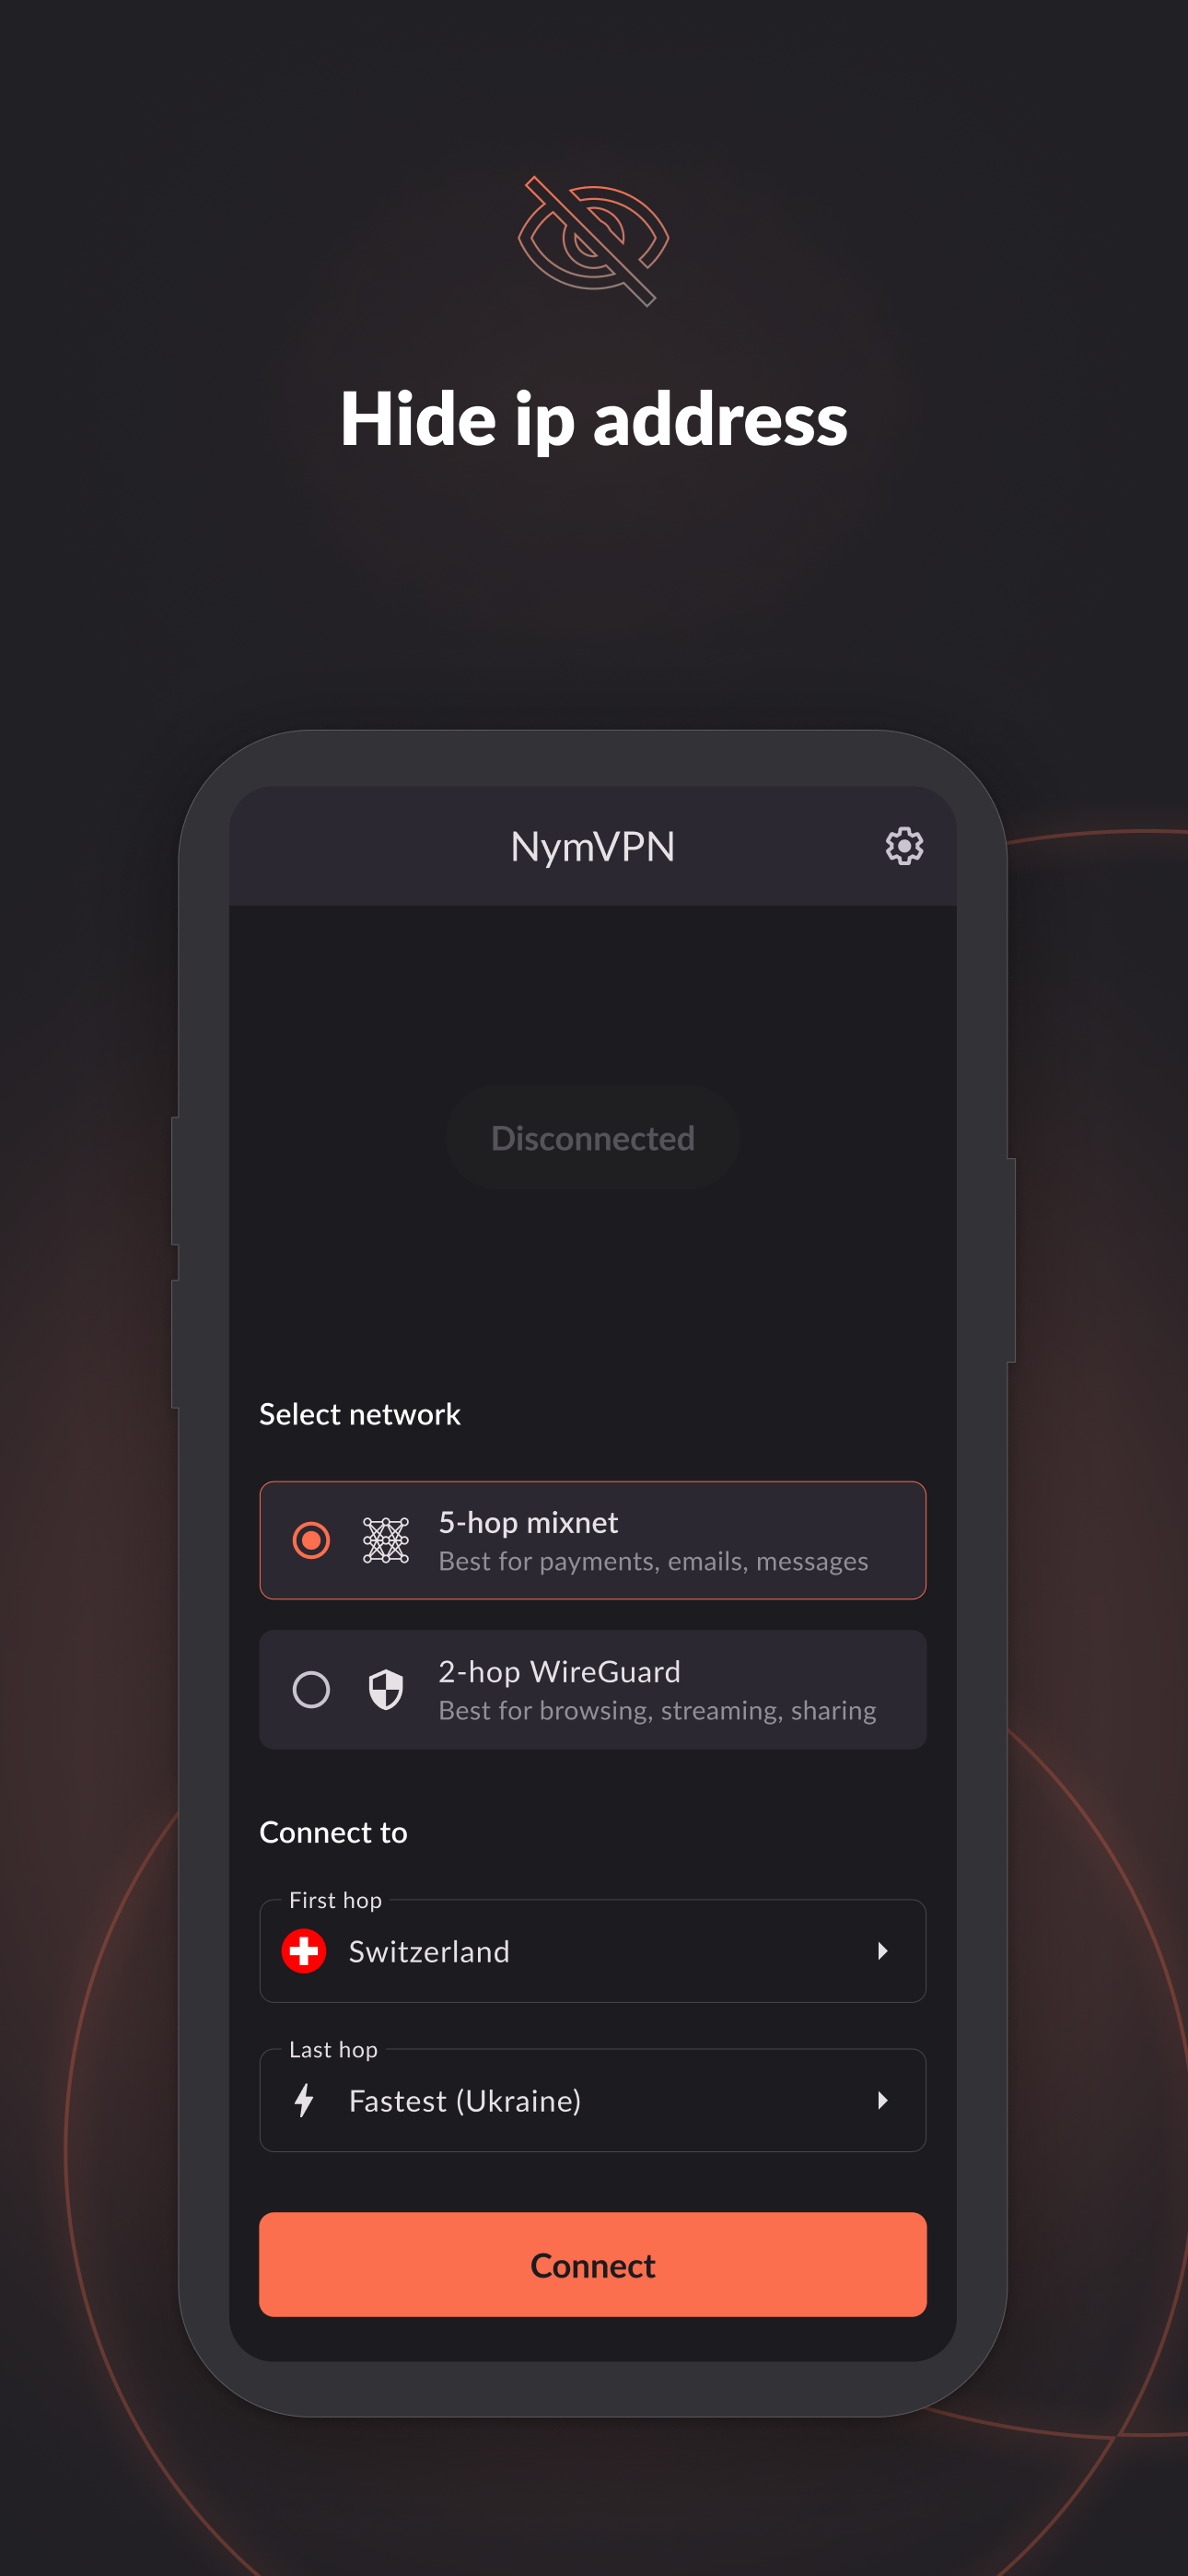 Hide ip address
NymVPN
Disconnected
Select network
5-hop mixnet
Best for payments, emails, messages
2-hop WireGuard
Best for browsing, streaming, sharing
Connect to
First hop
Switzerland
Last hop
Fastest (Ukraine)
Connect